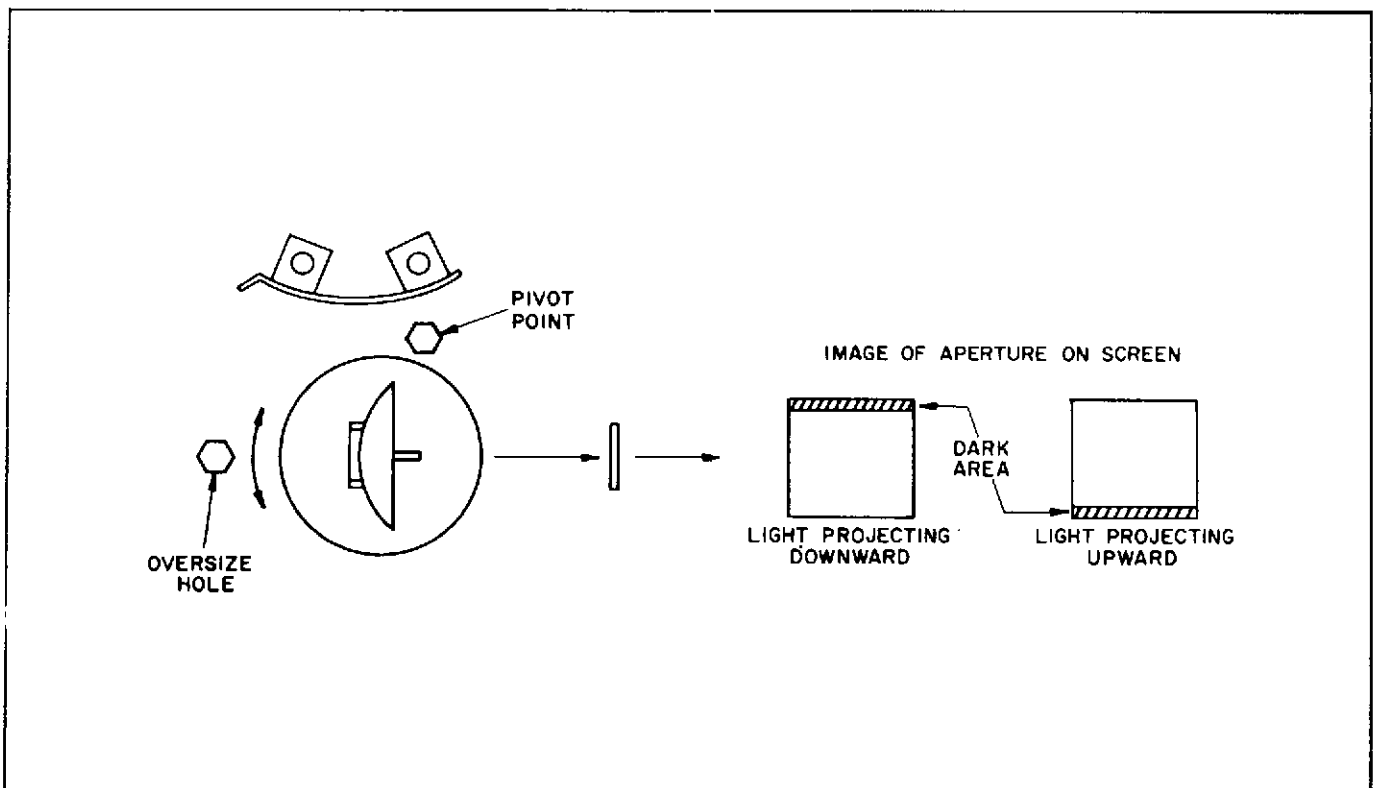 PIVOT
POINT
IMAGE OF APERTURE ON SCREEN
DARK
AREA
LIGHT PROJECTING
DOWNWARD
LIGHT PROJECTING
UPWARD
OVERSIZE
HOLE